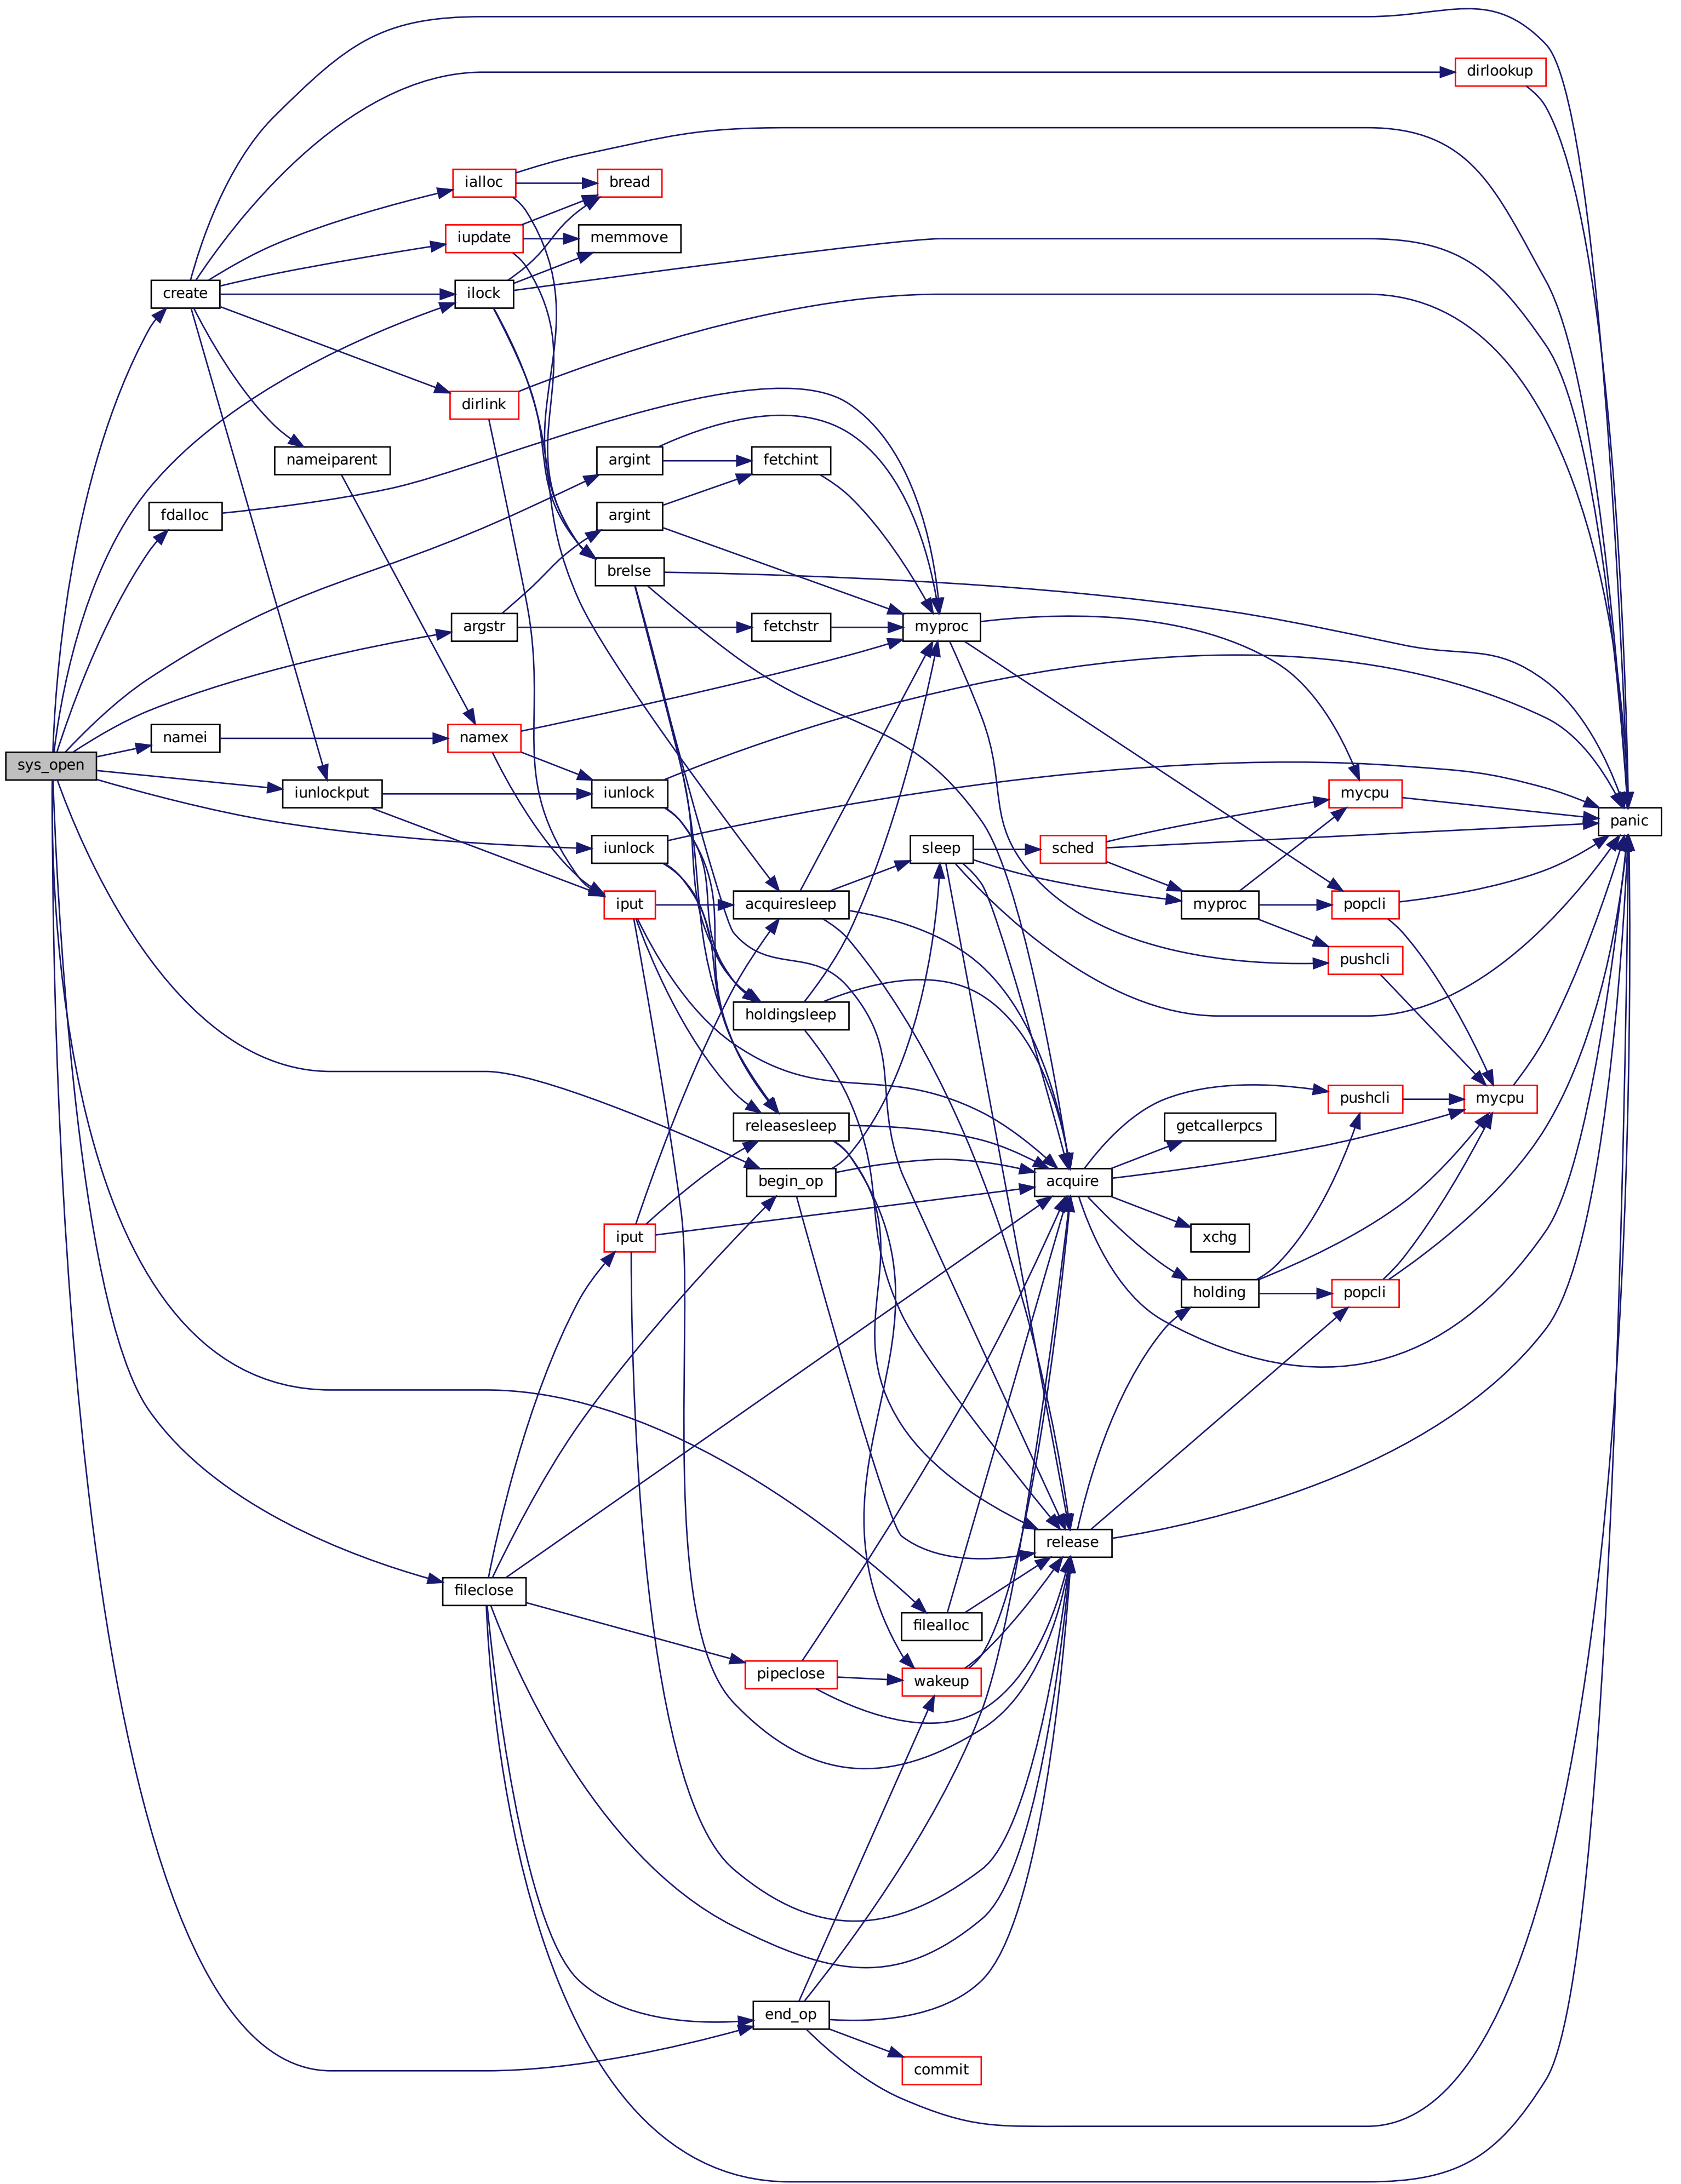 dirlookup
ialloc
bread
iupdate
memmove
create
ilock
dirlink
nameiparent
argint
fetchint
fdalloc
argint
brelse
argstr
fetchstr
myproc
namei
namex
sys_open
iunlockput
iunlock
mycpu
panic
iunlock
sleep
sched
iput
acquiresleep
myproc
popcli
pushcli
holdingsleep
pushcli
mycpu
releasesleep
getcallerpcs
begin_op
acquire
iput
xchg
holding
popcli
release
fileclose
filealloc
pipeclose
wakeup
end_op
commit